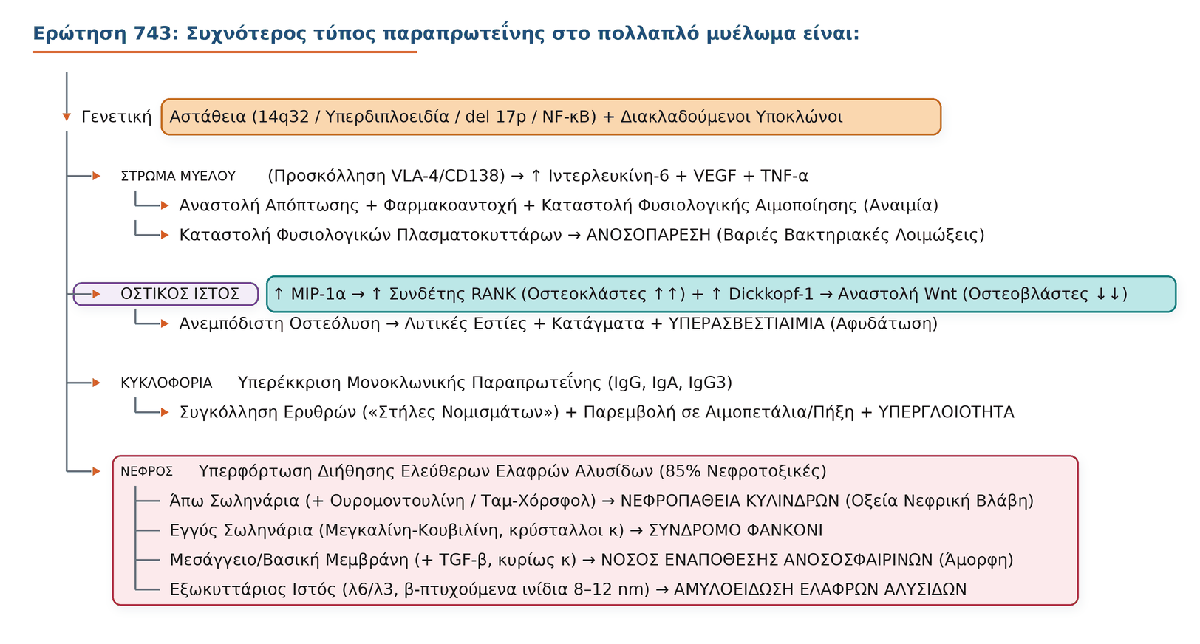 Ερώτηση 743: Συχνότερος τύπος παραπρωτεΐνης στο πολλαπλό μυέλωμα είναι:
Γενετική Αστάθεια (14q32 / Υπερδιπλοειδία / del 17p / NF-κB) + Διακλαδούμενοι Υποκλώνοι
ΣΤΡΩΜΑ ΜΥΕΛΟΥ (Προσκόλληση VLA-4/CD138) → ↑ Ιντερλευκίνη-6 + VEGF + TNF-α
Αναστολή Απόπτωσης + Φαρμακοαντοχή + Καταστολή Φυσιολογικής Αιμοποίησης (Αναιμία)
Καταστολή Φυσιολογικών Πλασματοκυττάρων → ΑΝΟΣΟΠΑΡΕΣΗ (Βαριές Βακτηριακές Λοιμώξεις)
ΟΣΤΙΚΟΣ ΙΣΤΟΣ ↑ MIP-1α → ↑ Συνδέτης RANK (Οστεοκλάστες ↑↑) + ↑ Dickkopf-1 → Αναστολή Wnt (Οστεοβλάστες ↓↓)
Ανεμπόδιστη Οστεόλυση → Λυτικές Εστίες + Κατάγματα + ΥΠΕΡΑΣΒΕΣΤΙΑΙΜΙΑ (Αφυδάτωση)
ΚΥΚΛΟΦΟΡΙΑ Υπερέκκριση Μονοκλωνικής Παραπρωτεΐνης (IgG, IgA, IgG3)
Συγκόλληση Ερυθρών («Στήλες Νομισμάτων») + Παρεμβολή σε Αιμοπετάλια/Πήξη + ΥΠΕΡΓΛΟΙΟΤΗΤΑ
ΝΕΦΡΟΣ Υπερφόρτωση Διήθησης Ελεύθερων Ελαφρών Αλυσίδων (85% Νεφροτοξικές)
Άπω Σωληνάρια (+ Ουρομοντουλίνη / Ταμ-Χόρσφολ) → ΝΕΦΡΟΠΑΘΕΙΑ ΚΥΛΙΝΔΡΩΝ (Οξεία Νεφρική Βλάβη)
Εγγύς Σωληνάρια (Μεγκαλίνη-Κουβιλίνη, κρύσταλλοι κ) → ΣΥΝΔΡΟΜΟ ΦΑΝΚΟΝΙ
Μεσάγγειο/Βασική Μεμβράνη (+ TGF-β, κυρίως κ) → ΝΟΣΟΣ ΕΝΑΠΟΘΕΣΗΣ ΑΝΟΣΟΣΦΑΙΡΙΝΩΝ (Άμορφη)
Εξωκυττάριος Ιστός (λ6/λ3, β-πτυχούμενα ινίδια 8–12 nm) → ΑΜΥΛΟΕΙΔΩΣΗ ΕΛΑΦΡΩΝ ΑΛΥΣΙΔΩΝ